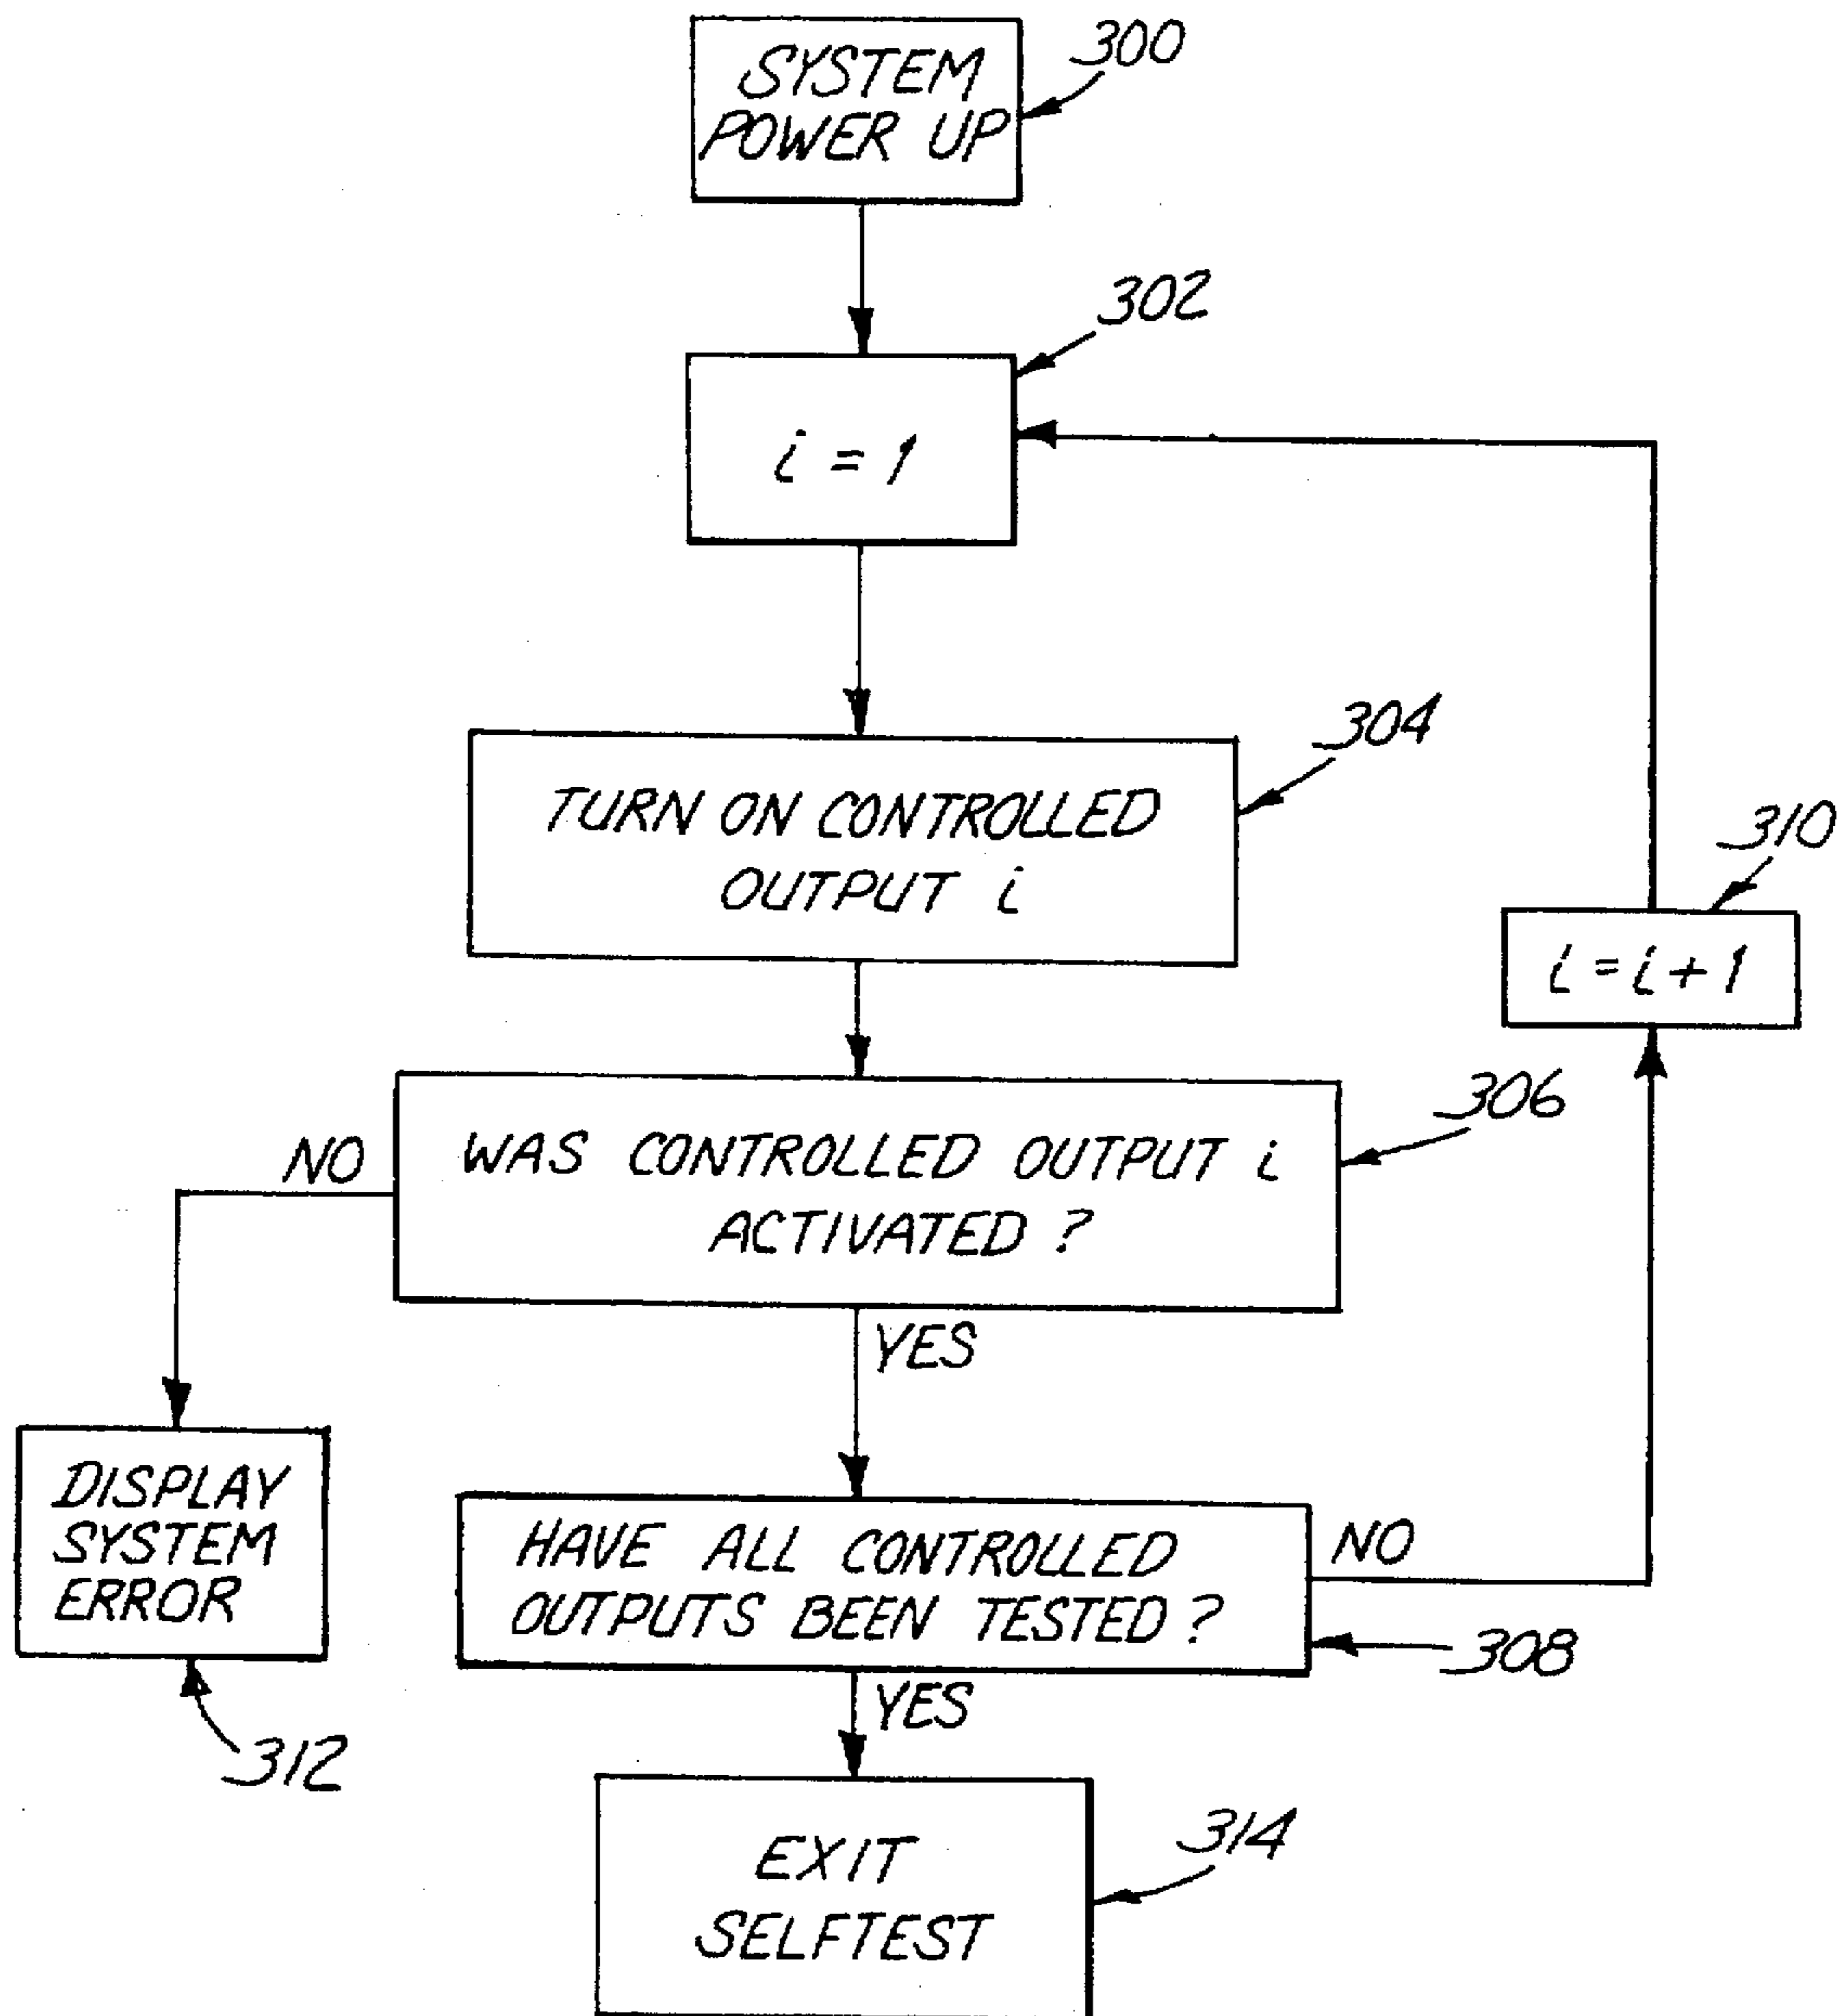 SYSTEM
POWER UP
300
302
i = 1
304
TURN ON CONTROLLED
OUTPUT i
310
i = i + 1
306
WAS CONTROLLED OUTPUT i
ACTIVATED ?
NO
YES
DISPLAY
SYSTEM
ERROR
312
HAVE ALL CONTROLLED
OUTPUTS BEEN TESTED ?
NO
308
YES
EXIT
SELFTEST
314